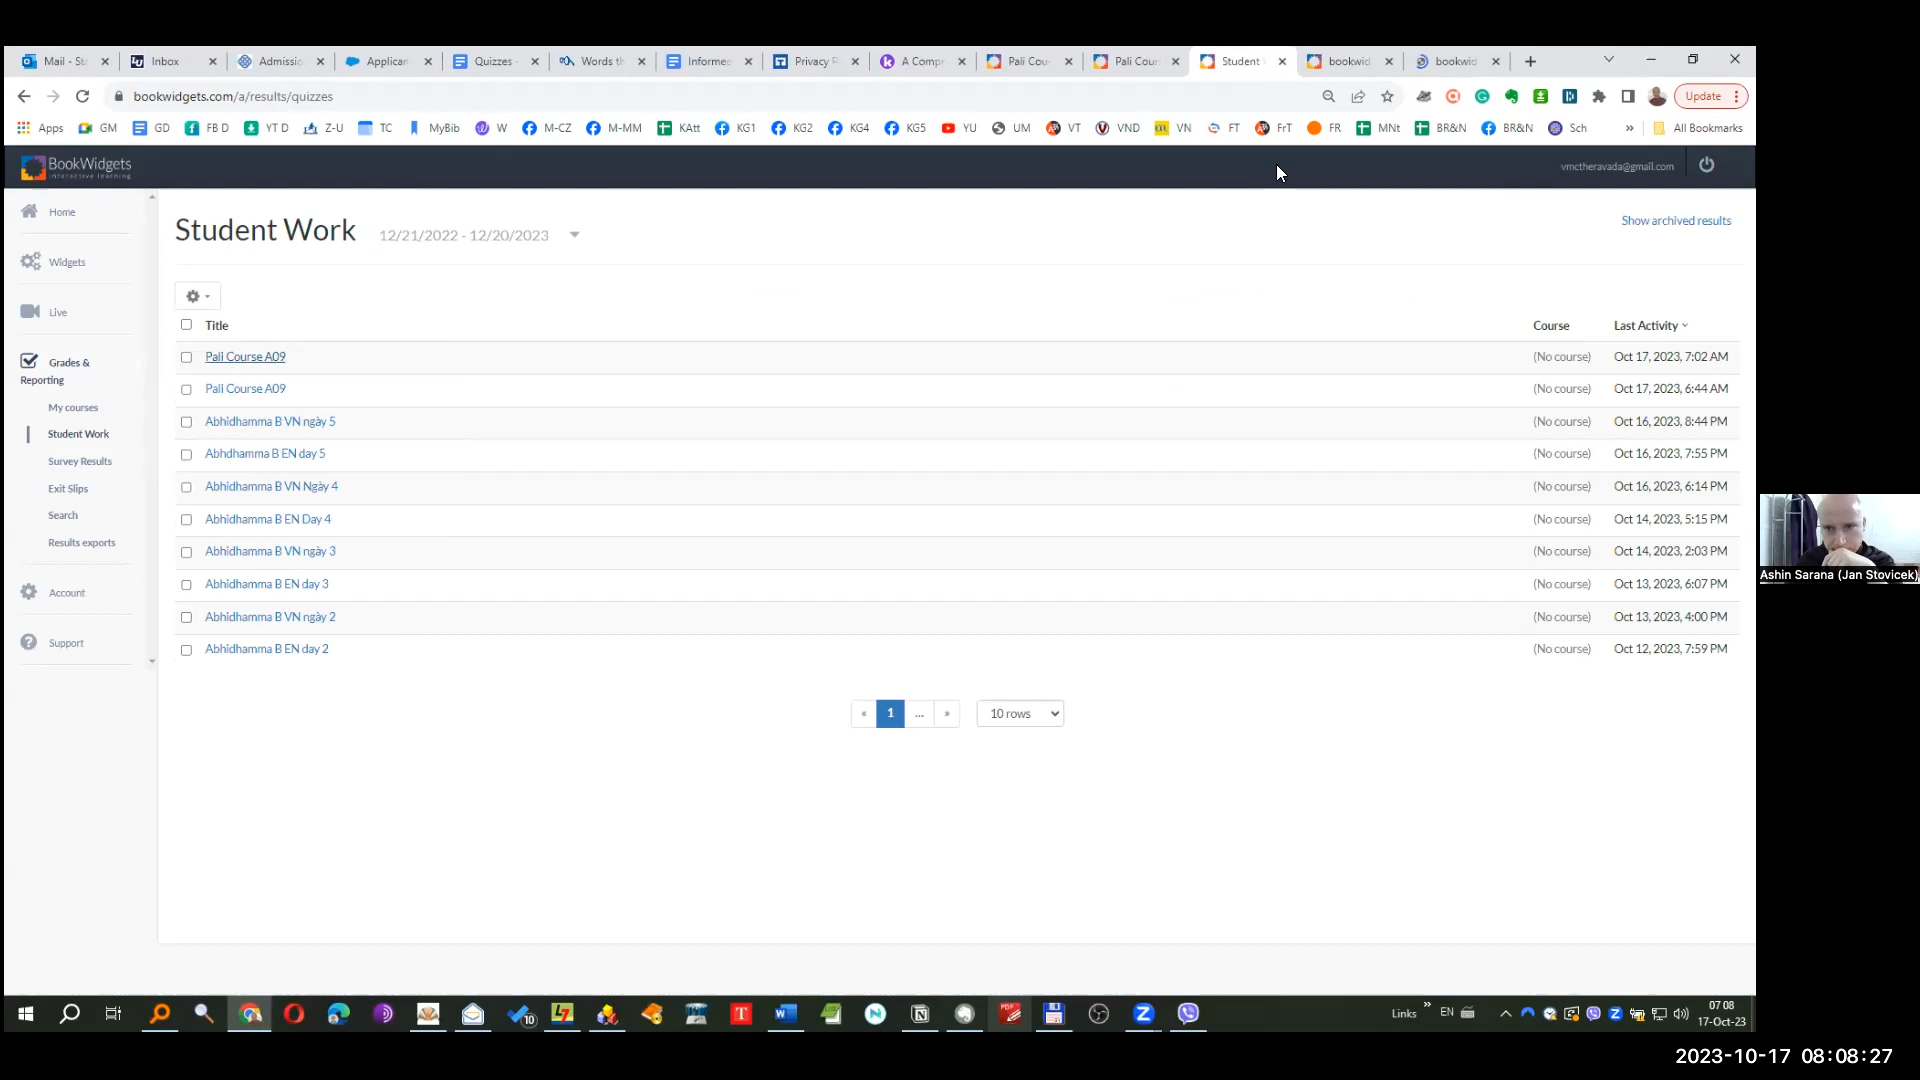 Mail - St
Inbox
Admissic
Applican
Quizzes -
Words th
Informed
Privacy P
A Compr
Pali Cou
Pali Cour
Student
bookwid
bookwid
bookwidgets.com/a/results/quizzes
Update
Apps
GM
GD
FB D
YT D
Z-U
TC
MyBib
W
M-CZ
M-MM
KAtt
KG1
KG2
KG4
KG5
YU
UM
VT
VND
VN
FT
FrT
FR
MNt
BR&N
BR&N
Sch
»
All Bookmarks
BookWidgets
interactive learning
vmctheravada@gmail.com
Home
Widgets
Live
Grades &
Reporting
My courses
Student Work
Survey Results
Exit Slips
Search
Results exports
Account
Support
Student Work 12/21/2022 - 12/20/2023
Show archived results
Title Course Last Activity
Pali Course A09 (No course) Oct 17, 2023, 7:02 AM
Pali Course A09 (No course) Oct 17, 2023, 6:44 AM
Abhidhamma B VN ngày 5 (No course) Oct 16, 2023, 8:44 PM
Abhdhamma B EN day 5 (No course) Oct 16, 2023, 7:55 PM
Abhidhamma B VN Ngày 4 (No course) Oct 16, 2023, 6:14 PM
Abhidhamma B EN Day 4 (No course) Oct 14, 2023, 5:15 PM
Abhidhamma B VN ngày 3 (No course) Oct 14, 2023, 2:03 PM
Abhidhamma B EN day 3 (No course) Oct 13, 2023, 6:07 PM
Abhidhamma B VN ngày 2 (No course) Oct 13, 2023, 4:00 PM
Abhidhamma B EN day 2 (No course) Oct 12, 2023, 7:59 PM
« 1 ... » 10 rows
Ashin Sarana (Jan Stovicek)
Links » EN
07 08
17-Oct-23
2023-10-17 08:08:27